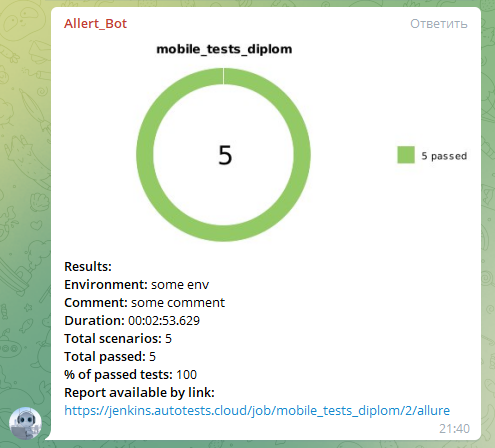 Allert_Bot
Ответить
mobile_tests_diplom
5
5 passed
Results:
Environment: some env
Comment: some comment
Duration: 00:02:53.629
Total scenarios: 5
Total passed: 5
% of passed tests: 100
Report available by link:
https://jenkins.autotests.cloud/job/mobile_tests_diplom/2/allure
21:40